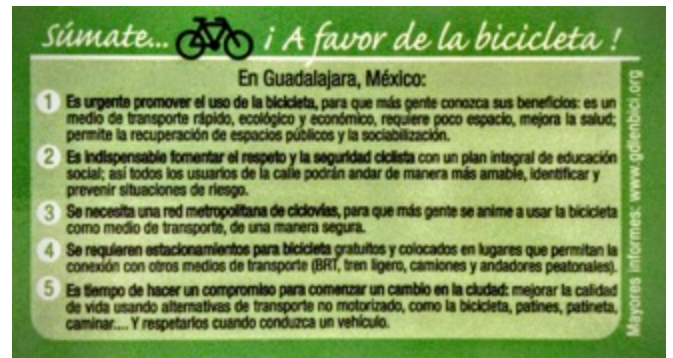 Súmate... ¡ A favor de la bicicleta !
En Guadalajara, México:
1 Es urgente promover el uso de la bicicleta, para que más gente conozca sus beneficios: es un
medio de transporte rápido, ecológico y económico, requiere poco espacio, mejora la salud;
permite la recuperación de espacios públicos y la sociabilización.
2 Es indispensable fomentar el respeto y la seguridad ciclista con un plan integral de educación
social; así todos los usuarios de la calle podrán andar de manera más amable, identificar y
prevenir situaciones de riesgo.
3 Se necesita una red metropolitana de ciclovías, para que más gente se anime a usar la bicicleta
como medio de transporte, de una manera segura.
4 Se requieren estacionamientos para bicicleta gratuitos y colocados en lugares que permitan la
conexión con otros medios de transporte (BRT, tren ligero, camiones y andadores peatonales).
5 Es tiempo de hacer un compromiso para comenzar un cambio en la ciudad: mejorar la calidad
de vida usando alternativas de transporte no motorizado, como la bicicleta, patines, patineta,
caminar.... Y respetarlos cuando conduzca un vehículo.
Mayores informes: www.gdlenbici.org